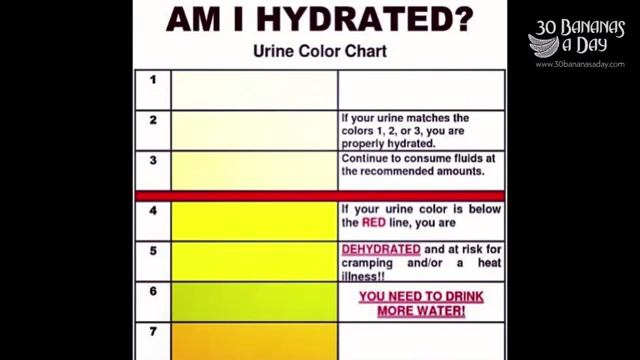 AM I HYDRATED?
Urine Color Chart
30 BANANAS
A DAY
www.30bananasaday.com
1
2
If your urine matches the
colors 1, 2, or 3, you are
properly hydrated.
3
Continue to consume fluids at
the recommended amounts.
4
If your urine color is below
the RED line, you are
5
DEHYDRATED and at risk for
cramping and/or a heat
illness!!
6
YOU NEED TO DRINK
MORE WATER!
7